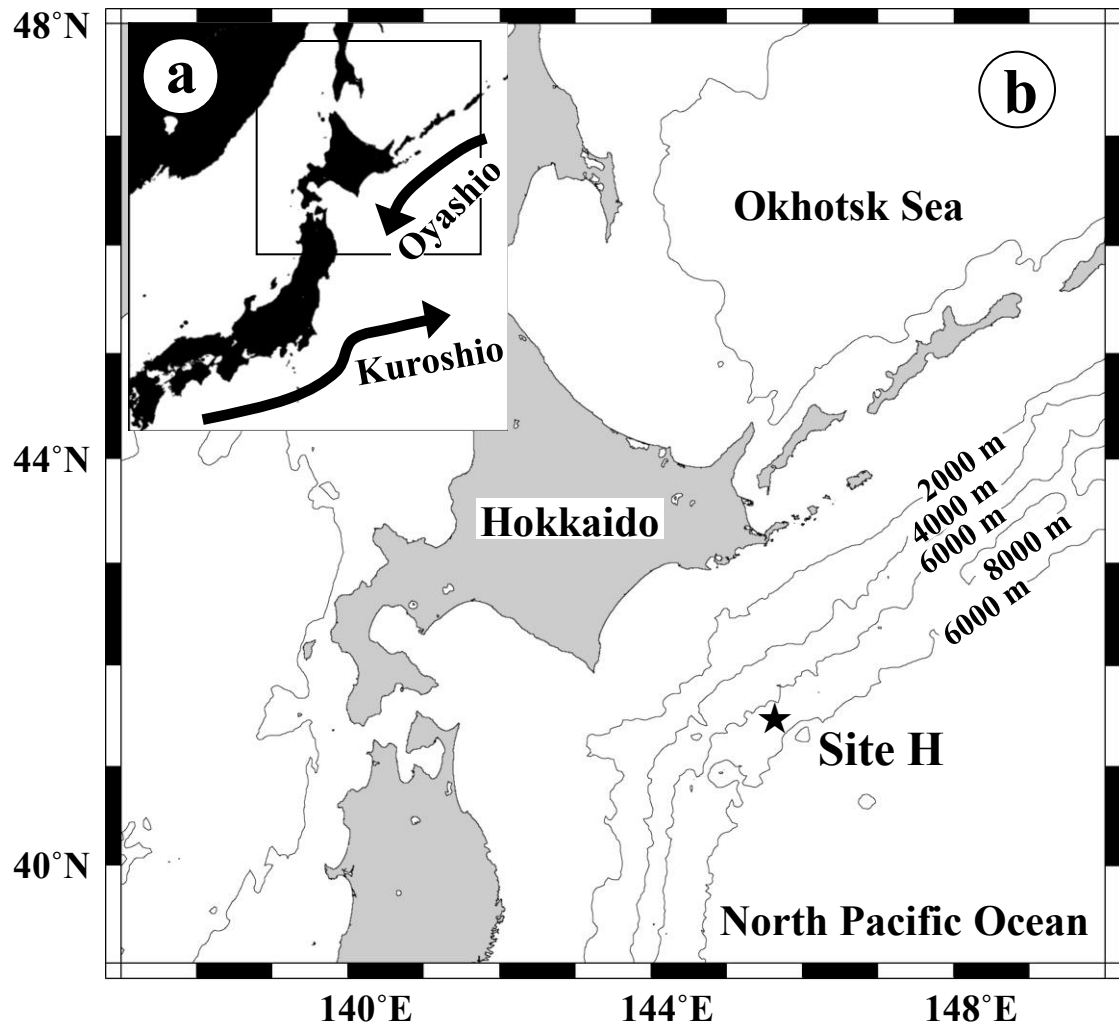 48°N
a
b
Okhotsk Sea
Oyashio
Kuroshio
44°N
2000 m
4000 m
6000 m
8000 m
6000 m
Hokkaido
Site H
40°N
North Pacific Ocean
140°E
144°E
148°E